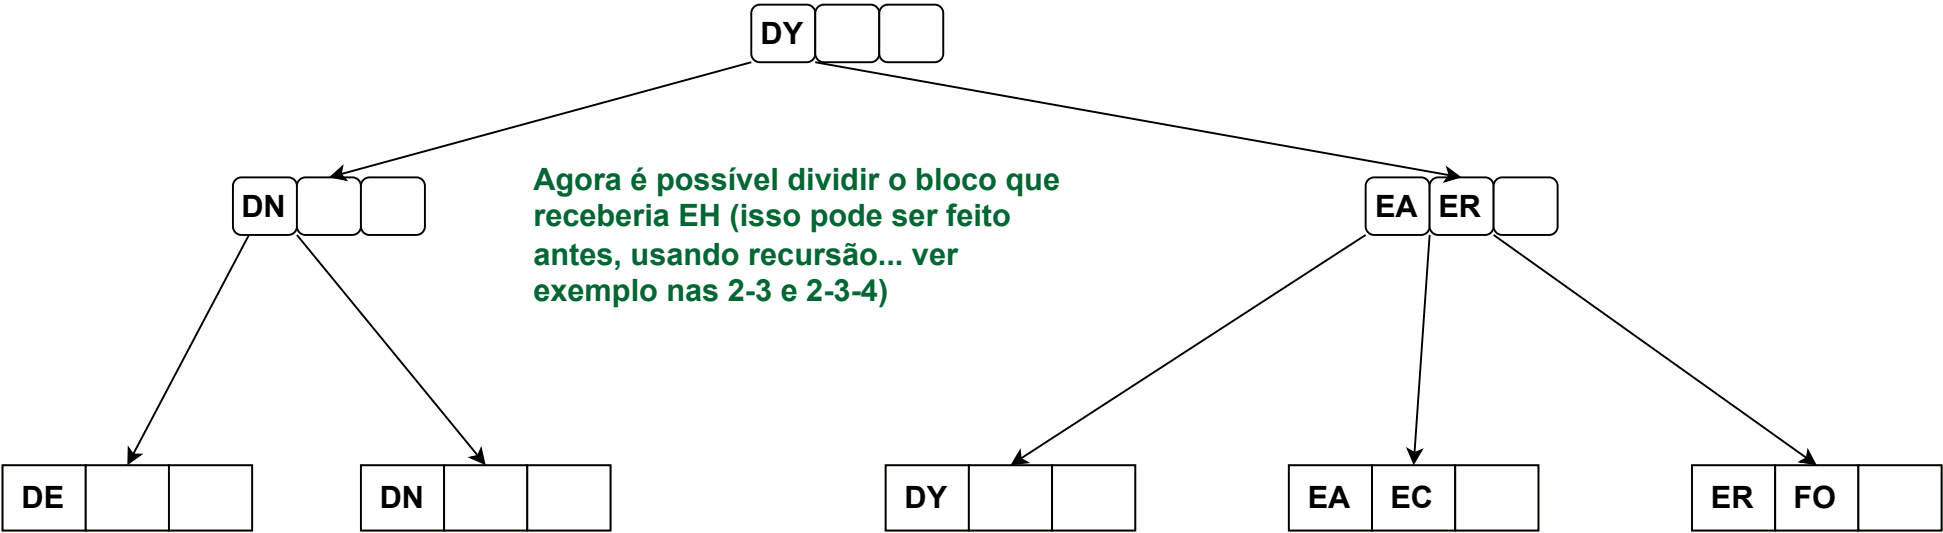 DY
DN
Agora é possível dividir o bloco que
receberia EH (isso pode ser feito
antes, usando recursão... ver
exemplo nas 2-3 e 2-3-4)
EA ER
DE
DN
DY
EA EC
ER FO